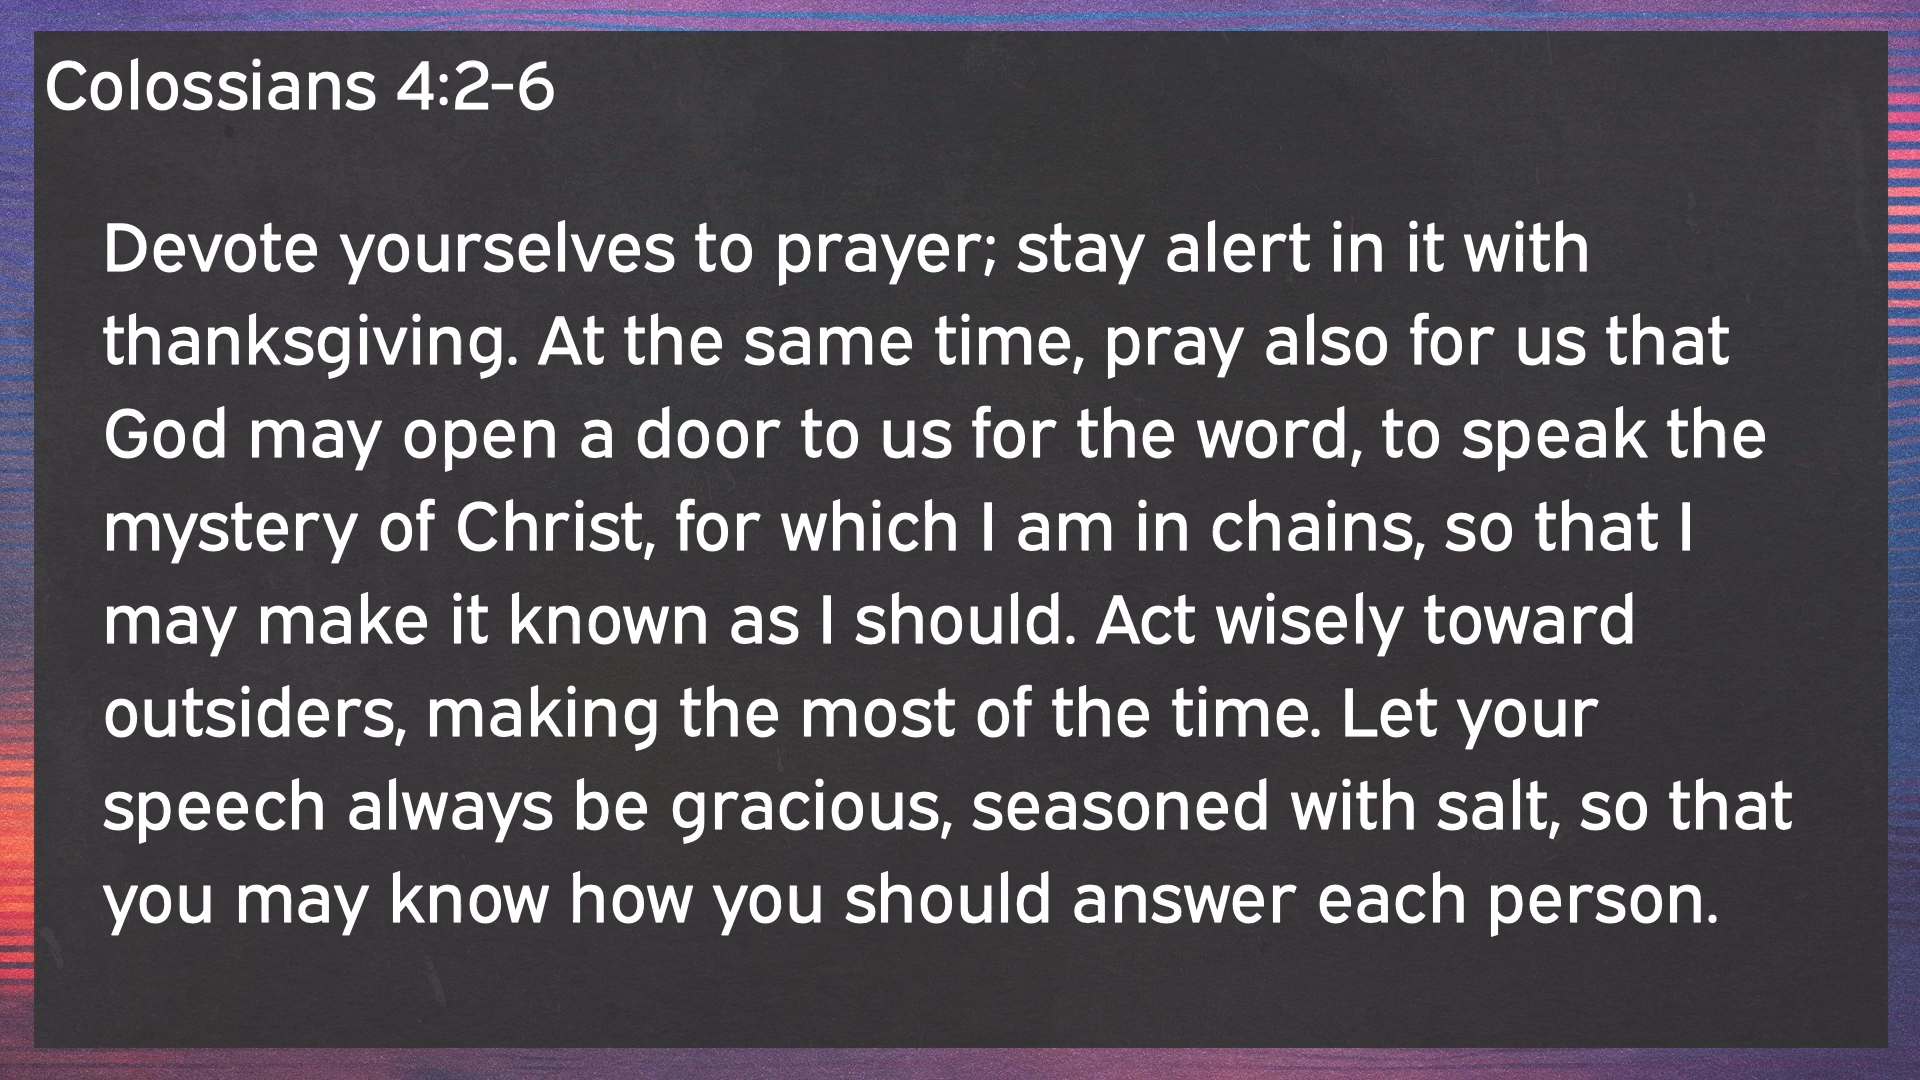 Colossians 4:2-6
Devote yourselves to prayer; stay alert in it with
thanksgiving. At the same time, pray also for us that
God may open a door to us for the word, to speak the
mystery of Christ, for which I am in chains, so that I
may make it known as I should. Act wisely toward
outsiders, making the most of the time. Let your
speech always be gracious, seasoned with salt, so that
you may know how you should answer each person.